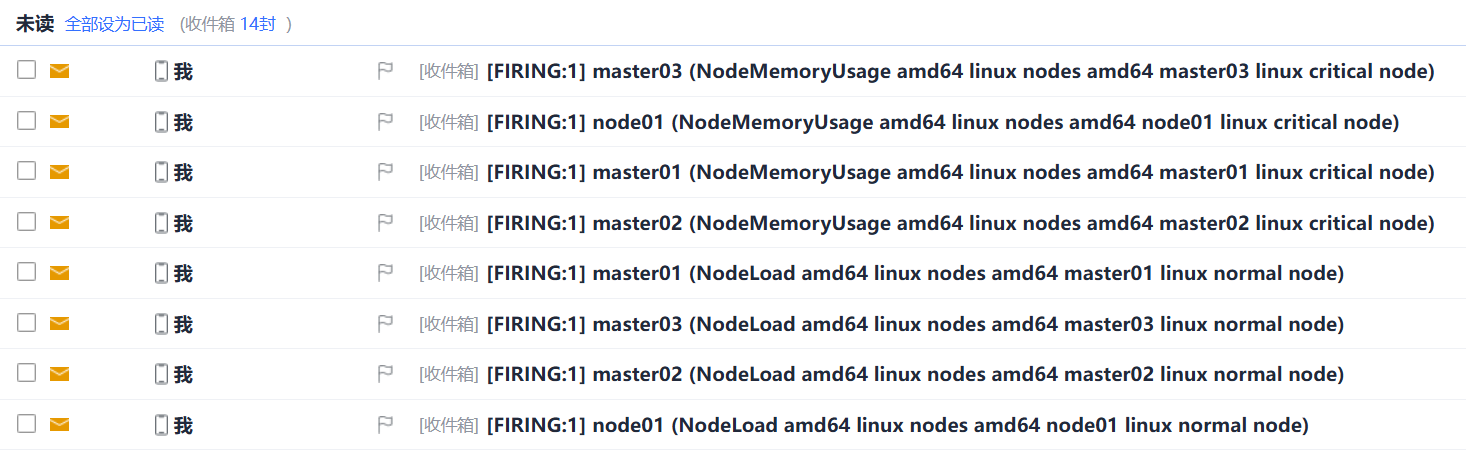 未读 全部设为已读 (收件箱 14封 )
我 [收件箱] [FIRING:1] master03 (NodeMemoryUsage amd64 linux nodes amd64 master03 linux critical node)
我 [收件箱] [FIRING:1] node01 (NodeMemoryUsage amd64 linux nodes amd64 node01 linux critical node)
我 [收件箱] [FIRING:1] master01 (NodeMemoryUsage amd64 linux nodes amd64 master01 linux critical node)
我 [收件箱] [FIRING:1] master02 (NodeMemoryUsage amd64 linux nodes amd64 master02 linux critical node)
我 [收件箱] [FIRING:1] master01 (NodeLoad amd64 linux nodes amd64 master01 linux normal node)
我 [收件箱] [FIRING:1] master03 (NodeLoad amd64 linux nodes amd64 master03 linux normal node)
我 [收件箱] [FIRING:1] master02 (NodeLoad amd64 linux nodes amd64 master02 linux normal node)
我 [收件箱] [FIRING:1] node01 (NodeLoad amd64 linux nodes amd64 node01 linux normal node)